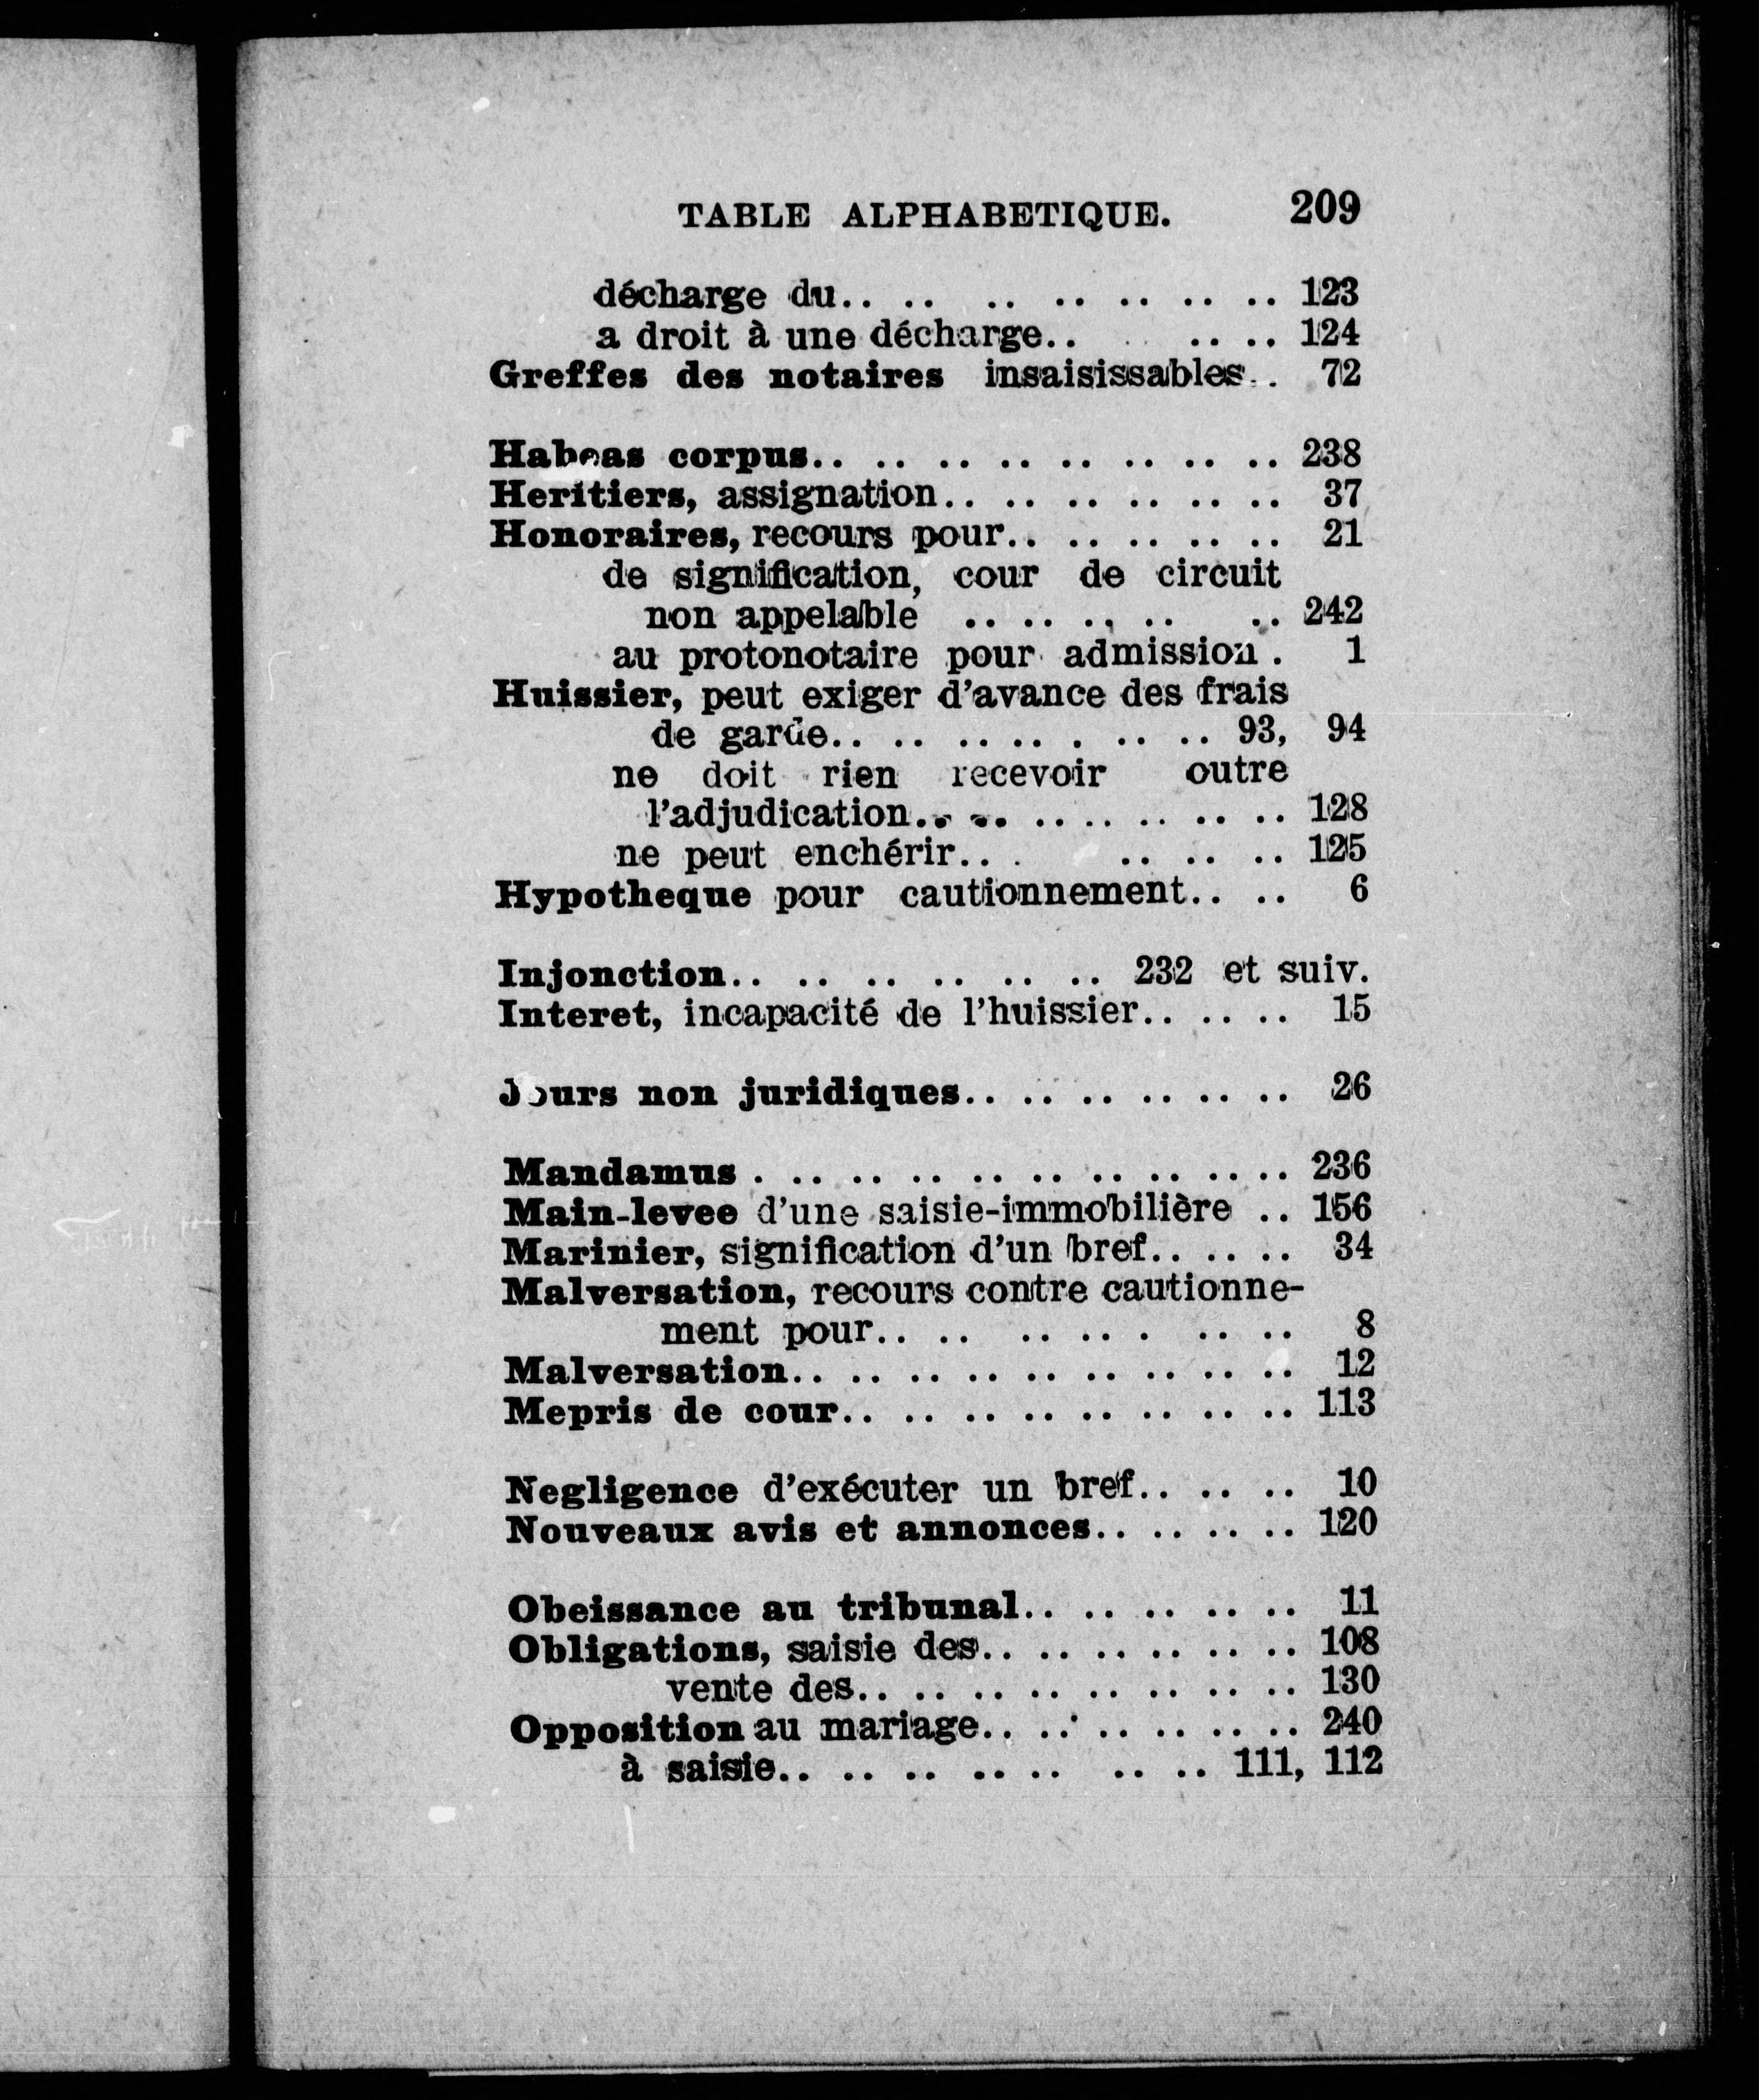 TABLE ALPHABETIQUE. 209
décharge du.. .. .. .. .. .. .. 123
a droit à une décharge.. .. .. 124
Greffes des notaires insaisissables.. 72
Habeas corpus.. .. .. .. .. .. .. .. 238
Heritiers, assignation.. .. .. .. .. .. 37
Honoraires, recours pour.. .. .. .. .. 21
de signification, cour de circuit
non appelable .. .. .. .. .. 242
au protonotaire pour admission . 1
Huissier, peut exiger d'avance des frais
de garde.. .. .. .. . .. .. 93, 94
ne doit rien recevoir outre
l'adjudication.. .. .. .. .. .. .. 128
ne peut enchérir.. . .. .. .. 125
Hypotheque pour cautionnement.. .. 6
Injonction.. .. .. .. .. .. 232 et suiv.
Interet, incapacité de l'huissier.. .. .. 15
Jours non juridiques.. .. .. .. .. .. 26
Mandamus . .. .. .. .. .. .. .. .. .. 236
Main-levee d'une saisie-immobilière .. 156
Marinier, signification d'un bref.. .. .. 34
Malversation, recours contre cautionne-
ment pour.. .. .. .. . .. .. 8
Malversation.. .. .. .. .. .. .. .. .. 12
Mepris de cour.. .. .. .. .. .. .. .. 113
Negligence d'exécuter un bref.. .. .. 10
Nouveaux avis et annonces.. .. .. .. 120
Obeissance au tribunal.. .. .. .. .. 11
Obligations, saisie des.. .. .. .. .. .. 108
vente des.. .. .. .. .. .. .. .. 130
Opposition au mariage.. .. .. .. .. .. 240
à saisie.. .. .. .. .. .. .. 111, 112